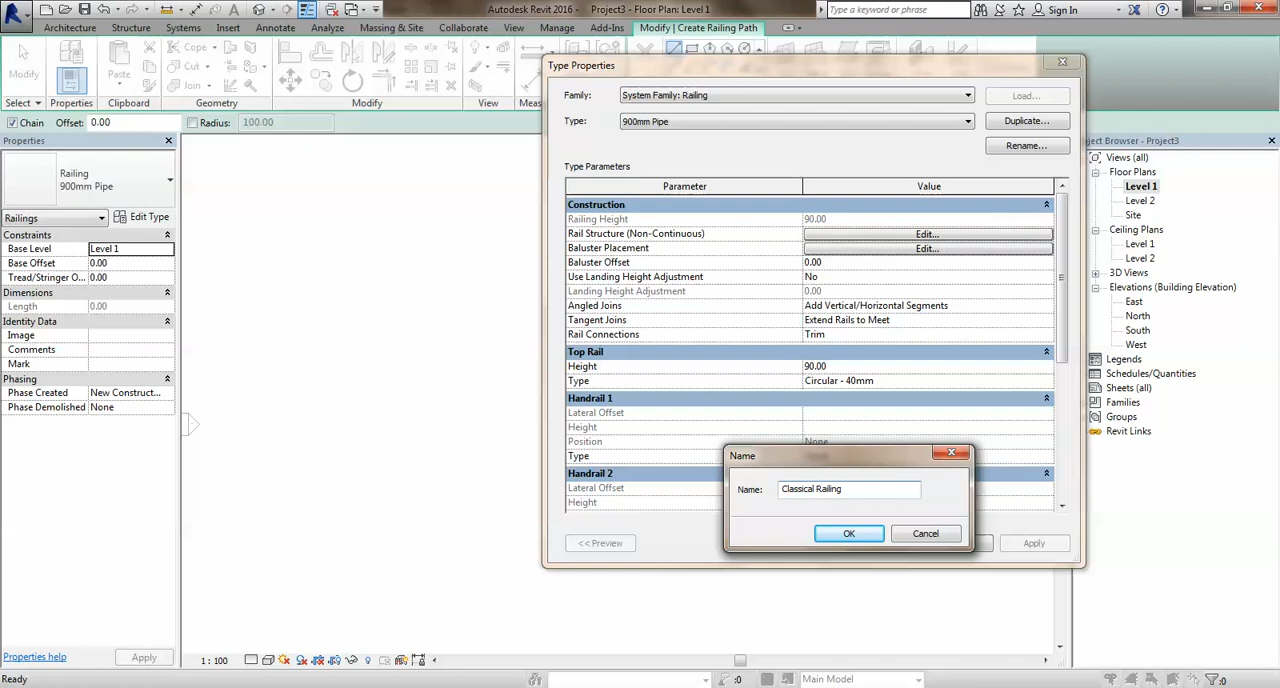 Autodesk Revit 2016 - Project3 - Floor Plan: Level 1
Type a keyword or phrase
Sign In
Architecture Structure Systems Insert Annotate Analyze Massing & Site Collaborate View Manage Add-Ins Modify | Create Railing Path
Modify
Paste
Cope
Cut
Join
Select Properties Clipboard Geometry Modify View Meas
Chain Offset: 0.00 Radius: 100.00
Properties
Railing
900mm Pipe
Railings Edit Type
Constraints
Base Level Level 1
Base Offset 0.00
Tread/Stringer O... 0.00
Dimensions
Length 0.00
Identity Data
Image
Comments
Mark
Phasing
Phase Created New Construct...
Phase Demolished None
Properties help Apply
Type Properties
Family: System Family: Railing Load...
Type: 900mm Pipe Duplicate...
Rename...
Type Parameters
Parameter Value
Construction
Railing Height 90.00
Rail Structure (Non-Continuous) Edit...
Baluster Placement Edit...
Baluster Offset 0.00
Use Landing Height Adjustment No
Landing Height Adjustment 0.00
Angled Joins Add Vertical/Horizontal Segments
Tangent Joins Extend Rails to Meet
Rail Connections Trim
Top Rail
Height 90.00
Type Circular - 40mm
Handrail 1
Lateral Offset
Height
Position None
Type
Handrail 2
Lateral Offset
Height
<< Preview Apply
Name
Name: Classical Railing
OK Cancel
ject Browser - Project3
Views (all)
Floor Plans
Level 1
Level 2
Site
Ceiling Plans
Level 1
Level 2
3D Views
Elevations (Building Elevation)
East
North
South
West
Legends
Schedules/Quantities
Sheets (all)
Families
Groups
Revit Links
1 : 100
Ready :0 Main Model :0